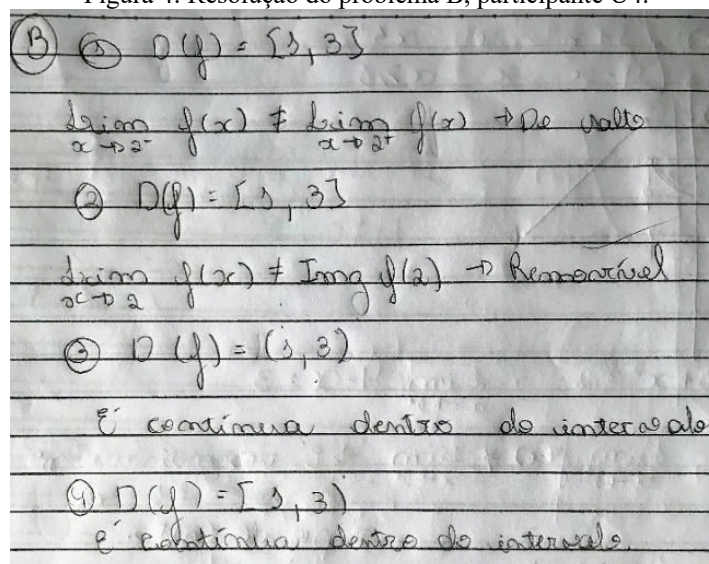 Figura 4. Resolução do problema B, participante C4.
B 1 D(f) = [1, 3]
Lim x→2⁻ f(x) ≠ Lim x→2⁺ f(x) → De salto
2 D(f) = [1, 3]
Lim x→2 f(x) ≠ Img f(2) → Removível
3 D(f) = (1, 3)
É contínua dentro do intervalo
4 D(f) = [1, 3)
É contínua dentro do intervalo.